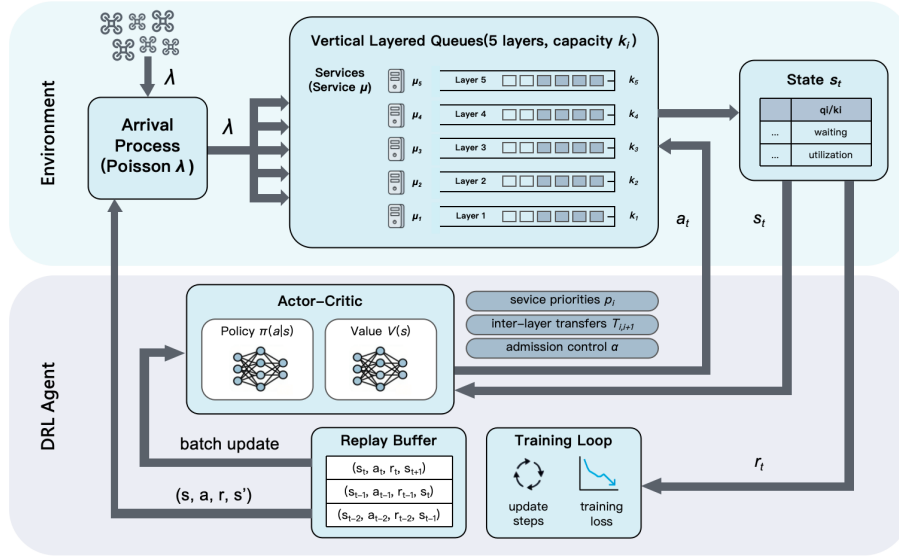 Environment
λ
Arrival
Process
(Poisson λ)
λ
Vertical Layered Queues(5 layers, capacity kᵢ)
Services
(Service μ)
μ₅ Layer 5 k₅
μ₄ Layer 4 k₄
μ₃ Layer 3 k₃
μ₂ Layer 2 k₂
μ₁ Layer 1 k₁
State sₜ
qi/ki
... waiting
... utilization
aₜ
sₜ
DRL Agent
Actor–Critic
Policy π(a|s)
Value V(s)
sevice priorities pᵢ
inter-layer transfers Tᵢ,ᵢ₊₁
admission control α
batch update
(s, a, r, s’)
Replay Buffer
(sₜ, aₜ, rₜ, sₜ₊₁)
(sₜ₋₁, aₜ₋₁, rₜ₋₁, sₜ)
(sₜ₋₂, aₜ₋₂, rₜ₋₂, sₜ₋₁)
Training Loop
update
steps
training
loss
rₜ